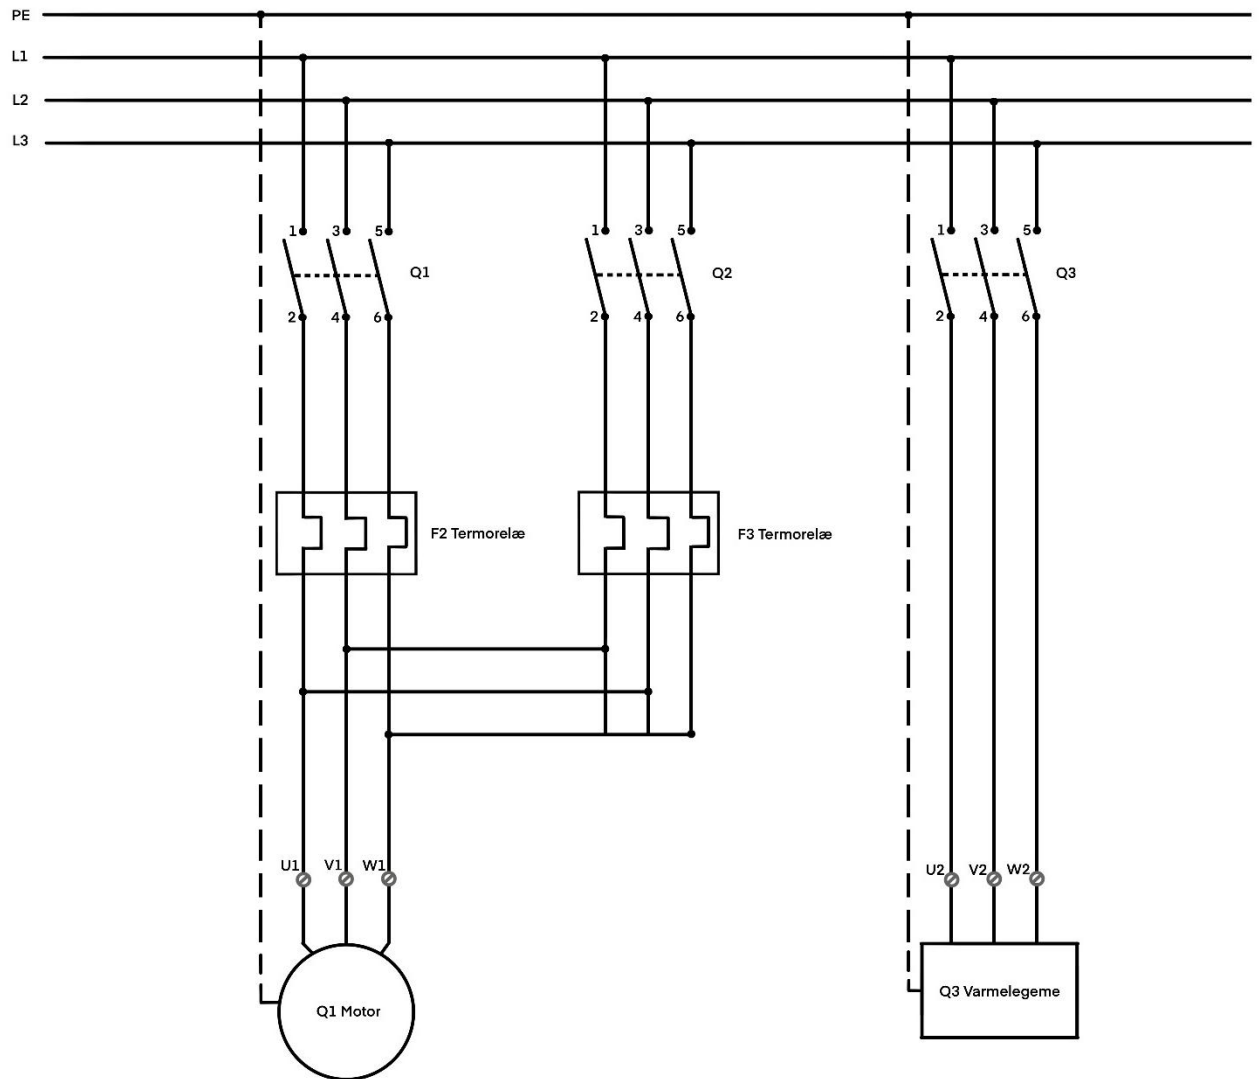 PE
L1
L2
L3
1 3 5
Q1
2 4 6
1 3 5
Q2
2 4 6
1 3 5
Q3
2 4 6
F2 Termorelæ
F3 Termorelæ
U1 V1 W1
U2 V2 W2
Q1 Motor
Q3 Varmelegeme